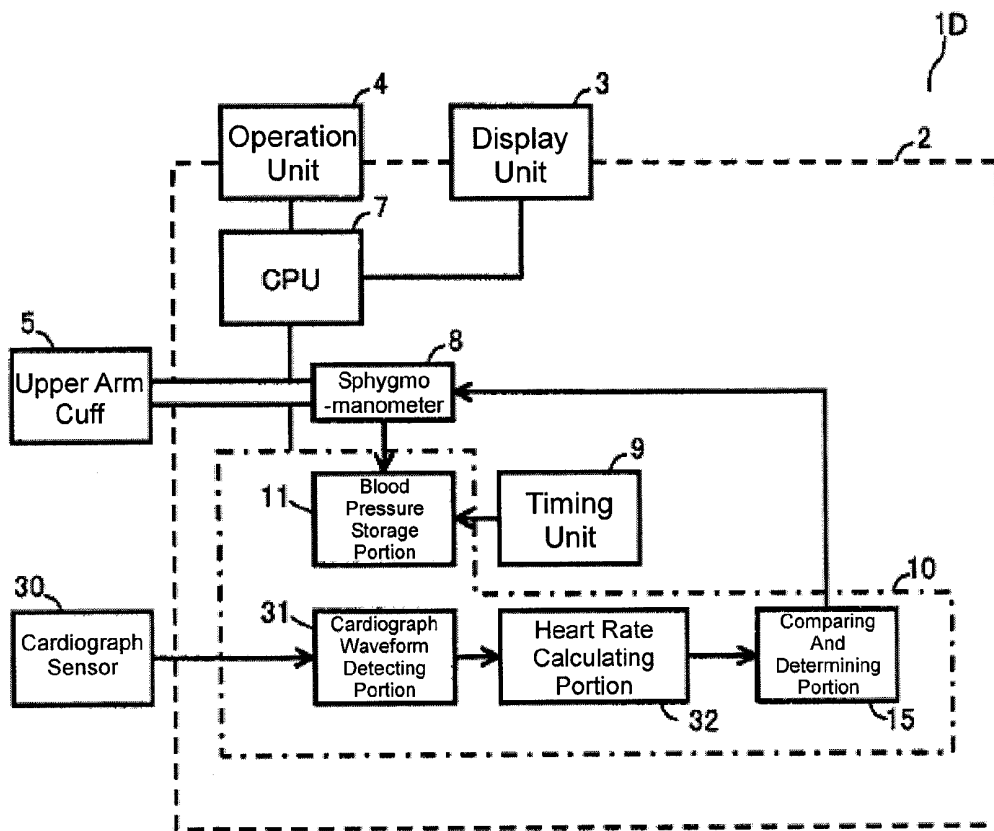 1D
4
3
Operation
Unit
Display
Unit
2
7
CPU
5
Upper Arm
Cuff
8
Sphygmo
-manometer
9
11
Blood
Pressure
Storage
Portion
Timing
Unit
10
30
Cardiograph
Sensor
31
Cardiograph
Waveform
Detecting
Portion
Heart Rate
Calculating
Portion
32
Comparing
And
Determining
Portion
15